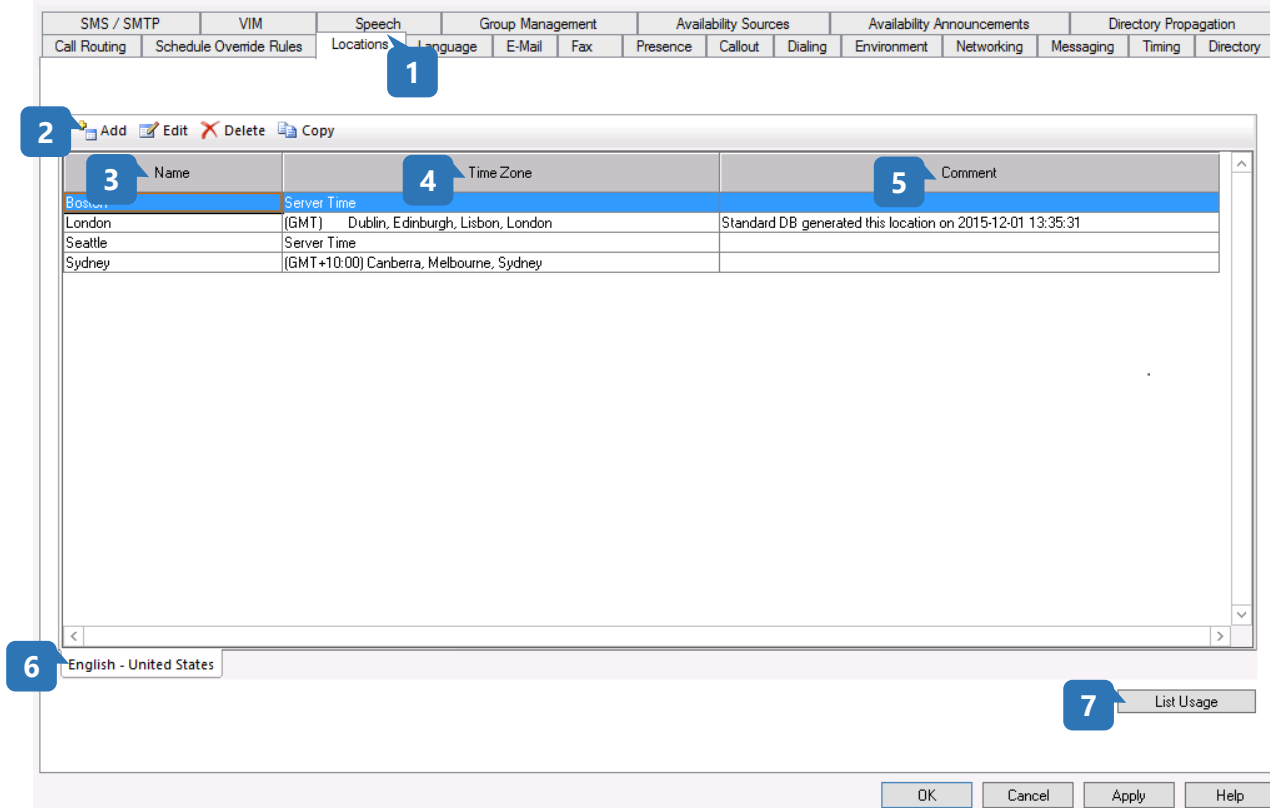 SMS / SMTP VIM Speech Group Management Availability Sources Availability Announcements Directory Propagation
Call Routing Schedule Override Rules Locations Language E-Mail Fax Presence Callout Dialing Environment Networking Messaging Timing Directory
1
2 Add Edit Delete Copy
3 Name 4 Time Zone 5 Comment
Boston Server Time
London (GMT) Dublin, Edinburgh, Lisbon, London Standard DB generated this location on 2015-12-01 13:35:31
Seattle Server Time
Sydney (GMT+10:00) Canberra, Melbourne, Sydney
6 English - United States
7 List Usage
OK Cancel Apply Help